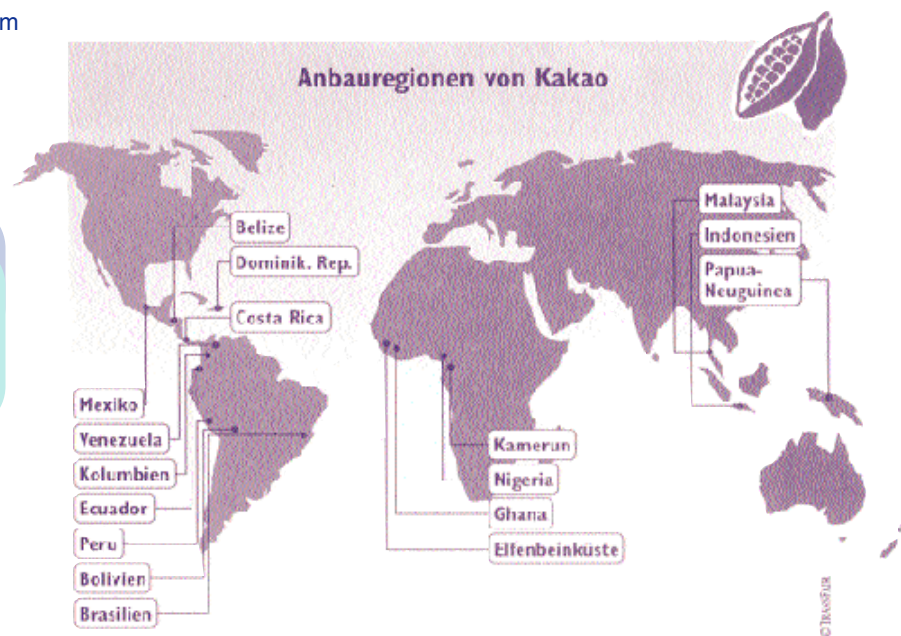 m
Anbauregionen von Kakao
Malaysia
Belize
Indonesien
Dominik. Rep.
Papua-
Neuguinea
Costa Rica
Mexiko
Venezuela
Kolumbien
Ecuador
Peru
Bolivien
Brasilien
Kamerun
Nigeria
Ghana
Elfenbeinküste
© TRANSFAIR